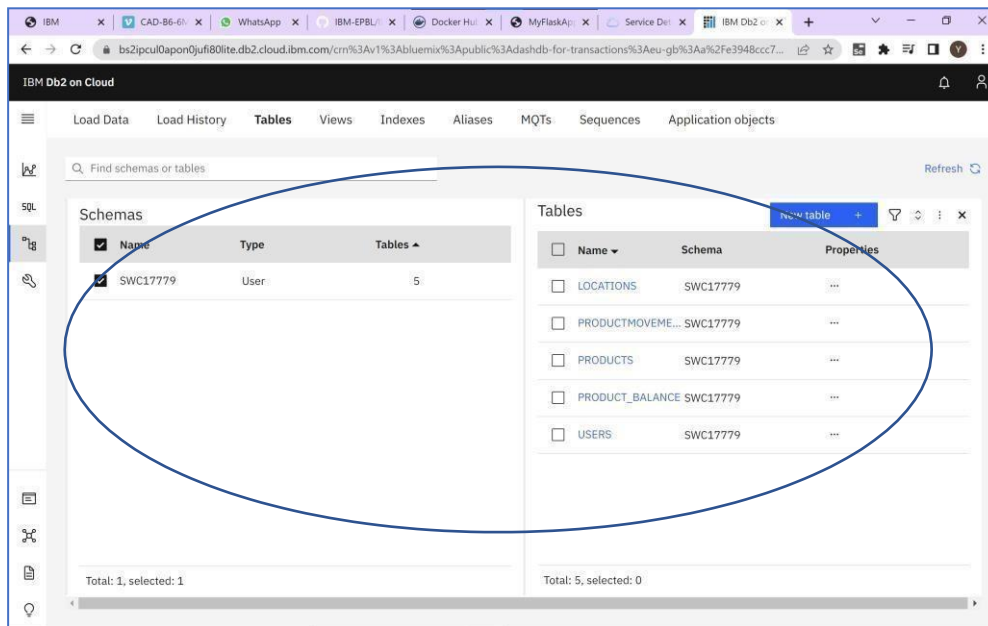 IBM
CAD-B6-6N
WhatsApp
IBM-EPBL/
Docker Hu
MyFlaskAp
Service Det
IBM Db2 o
bs2ipcul0apon0jufi80lite.db2.cloud.ibm.com/crn%3Av1%3Abluemix%3Apublic%3Adashdb-for-transactions%3Aeu-gb%3Aa%2Fe3948ccc7...
Y
IBM Db2 on Cloud
Load Data Load History Tables Views Indexes Aliases MQTs Sequences Application objects
Find schemas or tables
Refresh
SQL
Schemas
Name Type Tables
SWC17779 User 5
Total: 1, selected: 1
Tables
New table +
Name Schema Properties
LOCATIONS SWC17779 ...
PRODUCTMOVEME... SWC17779 ...
PRODUCTS SWC17779 ...
PRODUCT_BALANCE SWC17779 ...
USERS SWC17779 ...
Total: 5, selected: 0